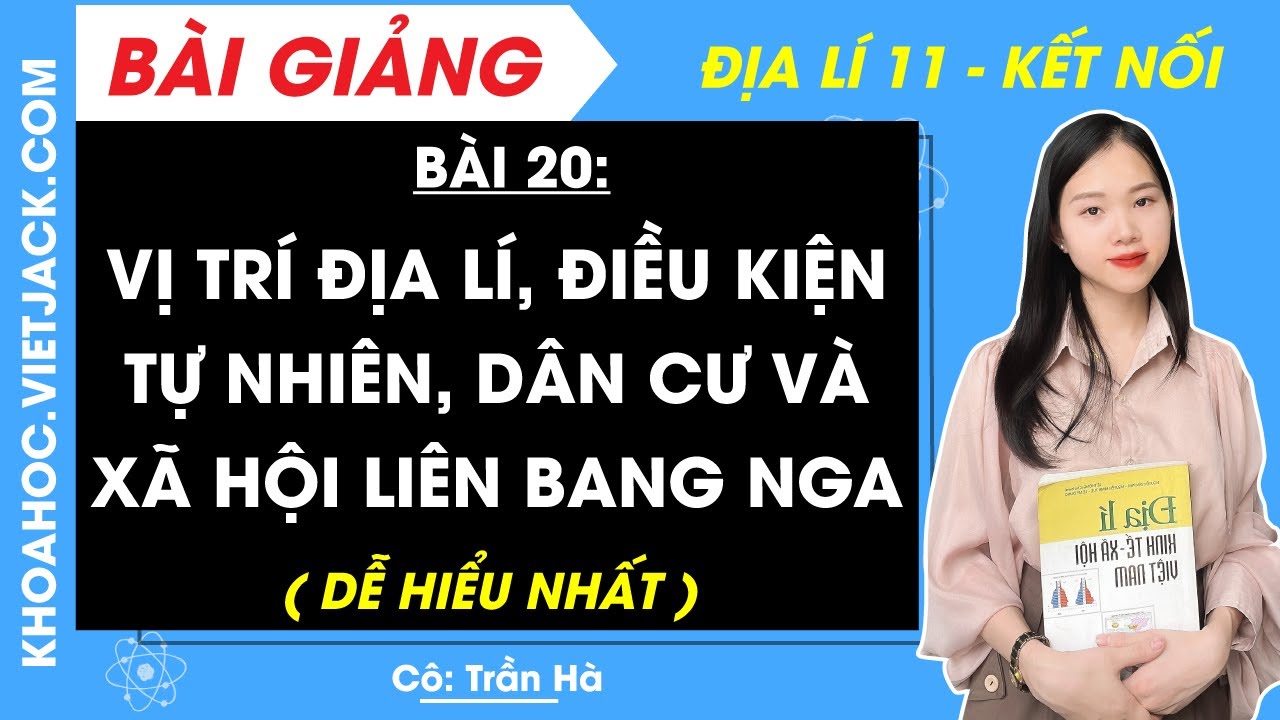 BÀI GIẢNG
ĐỊA LÍ 11 - KẾT NỐI
KHOAHOC.VIETJACK.COM
BÀI 20:
VỊ TRÍ ĐỊA LÍ, ĐIỀU KIỆN
TỰ NHIÊN, DÂN CƯ VÀ
XÃ HỘI LIÊN BANG NGA
( DỄ HIỂU NHẤT )
Cô: Trần Hà
Địa lí
KINH TẾ - XÃ HỘI
VIỆT NAM